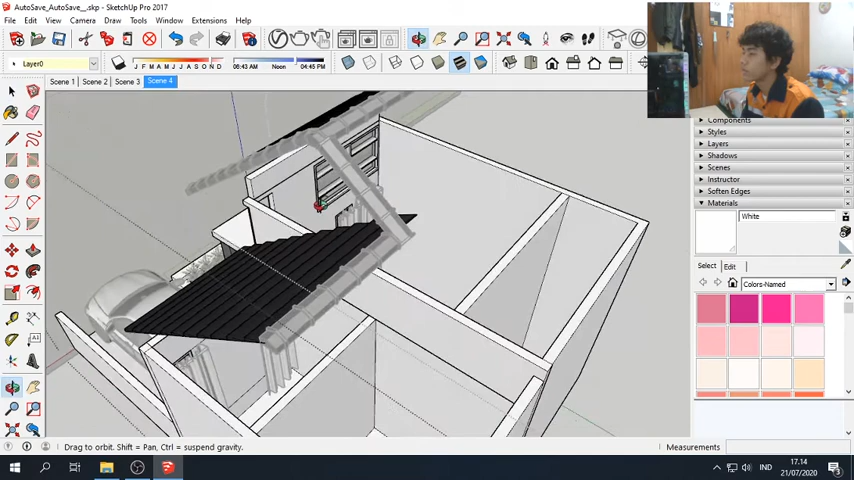 AutoSave_AutoSave__.skp - SketchUp Pro 2017
File Edit View Camera Draw Tools Window Extensions Help
Layer0
J F M A M J J A S O N D
06:43 AM Noon 04:45 PM
Scene 1 Scene 2 Scene 3 Scene 4
Components
Styles
Layers
Shadows
Scenes
Instructor
Soften Edges
Materials
White
Select Edit
Colors-Named
Drag to orbit. Shift = Pan, Ctrl = suspend gravity.
Measurements
IND
17.14
21/07/2020